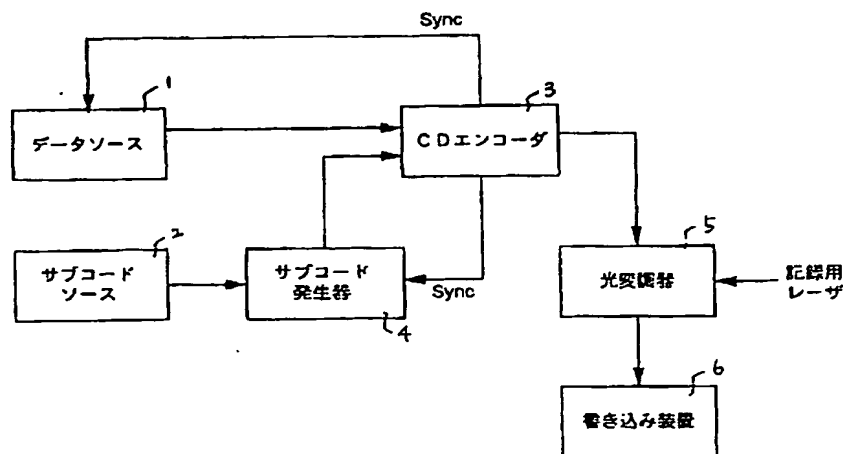 Sync
1
データソース
3
CDエンコーダ
2
サブコード
ソース
サブコード
発生器
4
Sync
5
光変調器
記録用
レーザ
6
書き込み装置